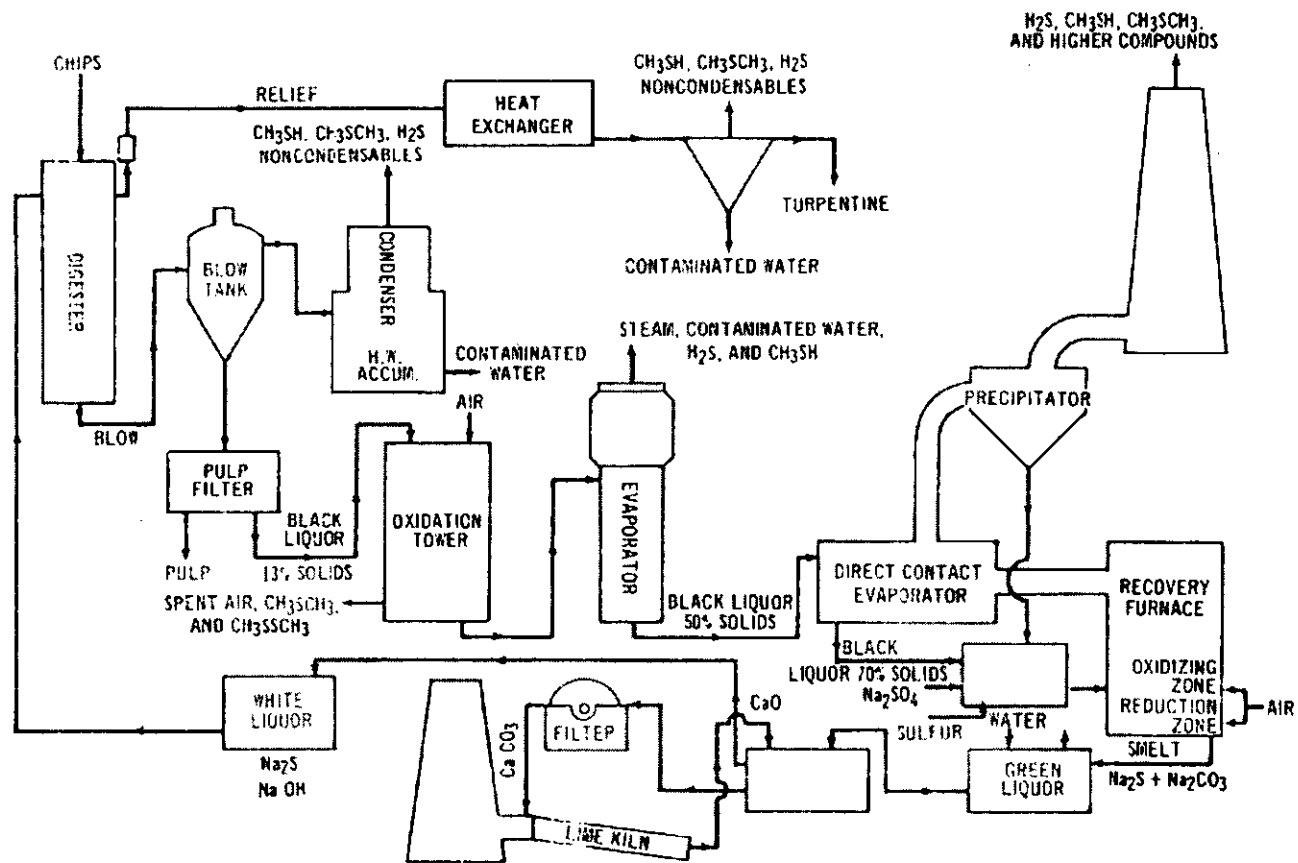 H2S, CH3SH, CH3SCH3,
AND HIGHER COMPOUNDS
CHIPS
RELIEF
HEAT
EXCHANGER
CH3SH, CH3SCH3, H2S
NONCONDENSABLES
CH3SH, CH3SCH3, H2S
NONCONDENSABLES
TURPENTINE
CONTAMINATED WATER
DIGESTER
BLOW
TANK
CONDENSER
H.W.
ACCUM.
CONTAMINATED
WATER
STEAM, CONTAMINATED WATER,
H2S, AND CH3SH
PRECIPITATOR
BLOW
AIR
PULP
FILTER
BLACK
LIQUOR
13% SOLIDS
OXIDATION
TOWER
EVAPORATOR
PULP
SPENT AIR, CH3SCH3,
AND CH3SSCH3
BLACK LIQUOR
50% SOLIDS
DIRECT CONTACT
EVAPORATOR
RECOVERY
FURNACE
OXIDIZING
ZONE
REDUCTION
ZONE
AIR
BLACK
LIQUOR 70% SOLIDS
Na2SO4
SULFUR
WATER
SMELT
Na2S + Na2CO3
GREEN
LIQUOR
CaO
WHITE
LIQUOR
Na2S
Na OH
CaCO3
FILTER
LIME KILN